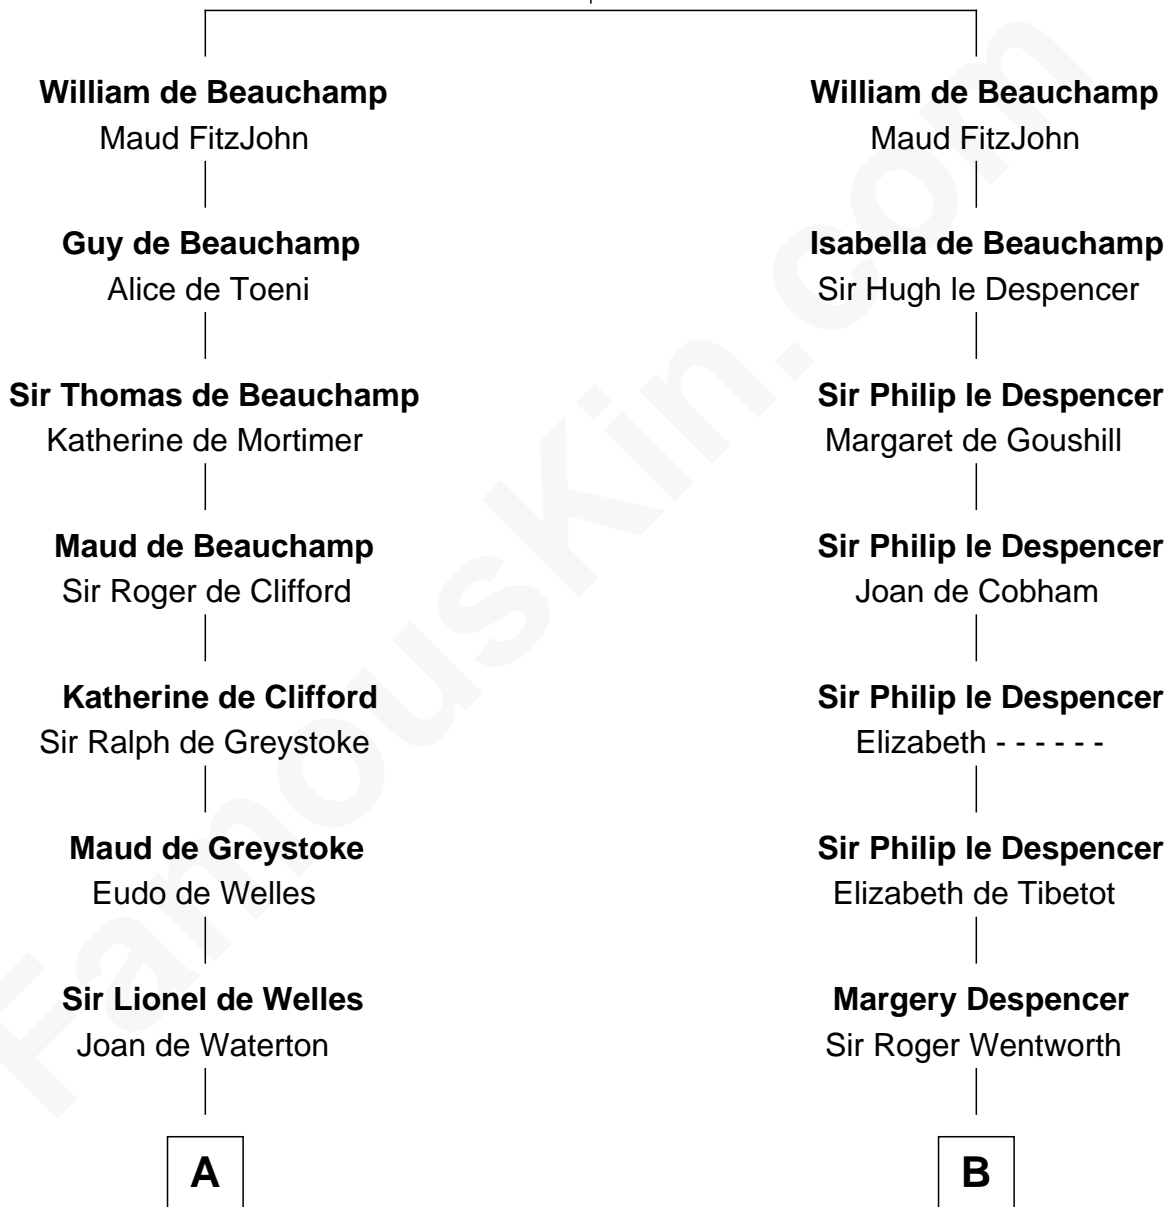 William de Beauchamp
Maud FitzJohn
Guy de Beauchamp
Alice de Toeni
Sir Thomas de Beauchamp
Katherine de Mortimer
Maud de Beauchamp
Sir Roger de Clifford
Katherine de Clifford
Sir Ralph de Greystoke
Maud de Greystoke
Eudo de Welles
Sir Lionel de Welles
Joan de Waterton
A
William de Beauchamp
Maud FitzJohn
Isabella de Beauchamp
Sir Hugh le Despencer
Sir Philip le Despencer
Margaret de Goushill
Sir Philip le Despencer
Joan de Cobham
Sir Philip le Despencer
Elizabeth - - - - - -
Sir Philip le Despencer
Elizabeth de Tibetot
Margery Despencer
Sir Roger Wentworth
B
FamousKin.com